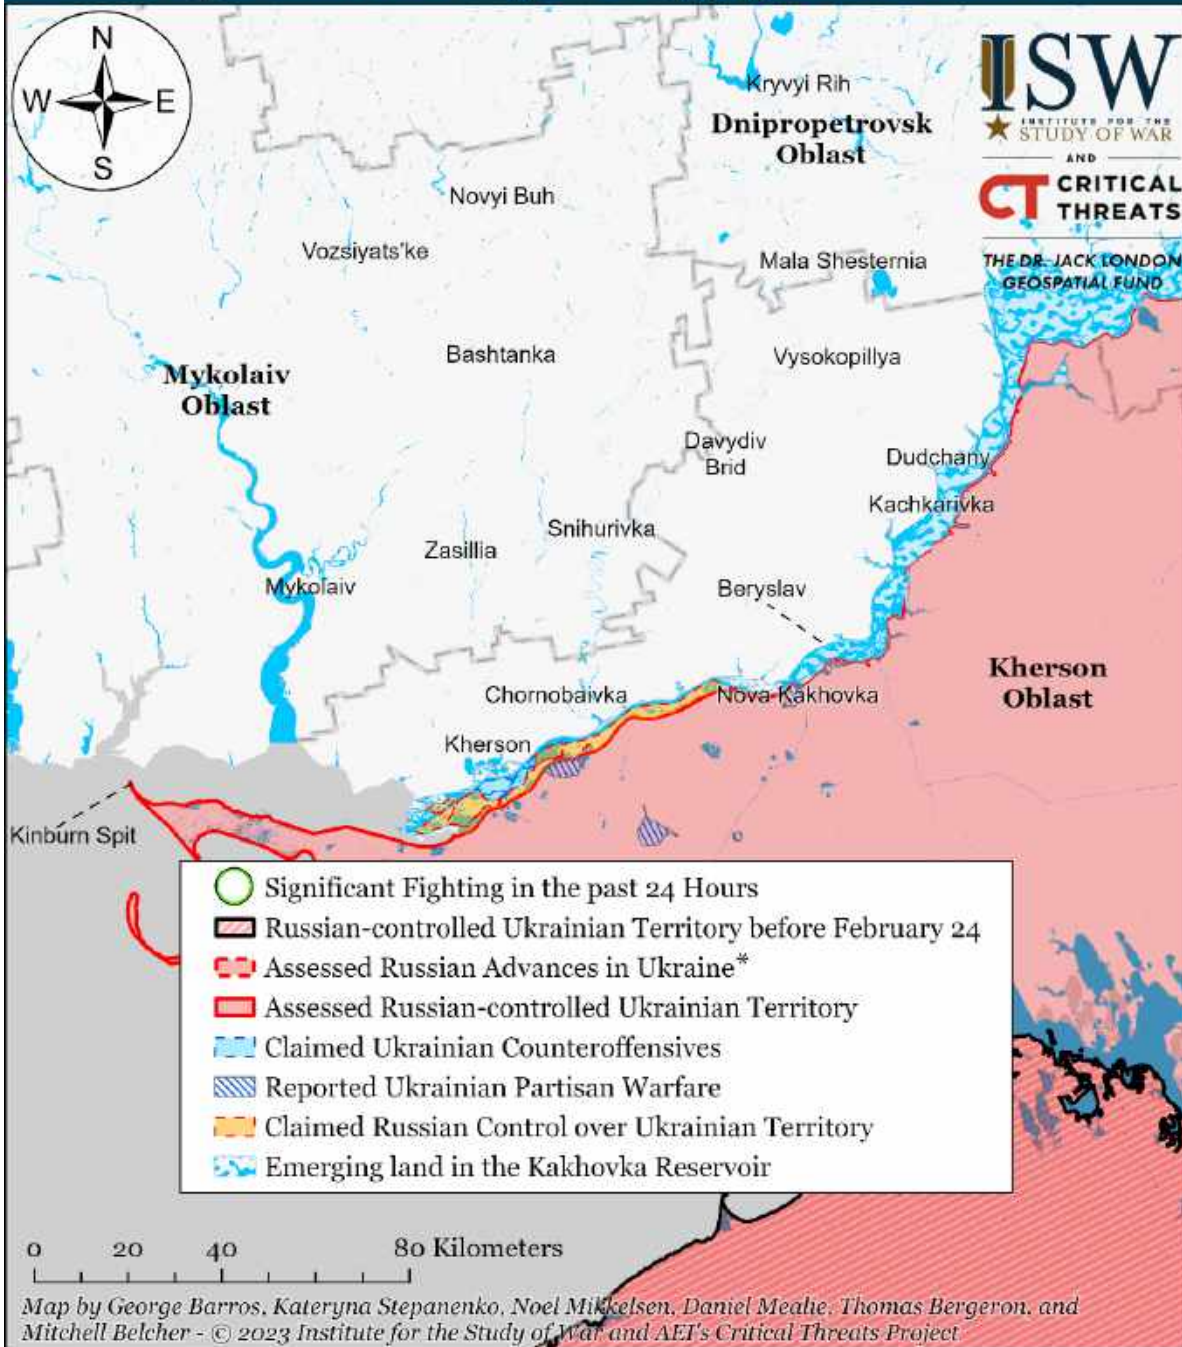 N
W E
S
ISW
INSTITUTE FOR THE
STUDY OF WAR
AND
CT CRITICAL
THREATS
THE DR. JACK LONDON
GEOSPATIAL FUND
Kryvyi Rih
Dnipropetrovsk
Oblast
Novyi Buh
Vozsiyats'ke
Mala Shesternia
Bashtanka
Vysokopillya
Mykolaiv
Oblast
Davydiv
Brid
Dudchany
Kachkarivka
Snihurivka
Zasillia
Mykolaiv
Beryslav
Kherson
Oblast
Chornobaivka
Nova Kakhovka
Kherson
Kinburn Spit
Significant Fighting in the past 24 Hours
Russian-controlled Ukrainian Territory before February 24
Assessed Russian Advances in Ukraine*
Assessed Russian-controlled Ukrainian Territory
Claimed Ukrainian Counteroffensives
Reported Ukrainian Partisan Warfare
Claimed Russian Control over Ukrainian Territory
Emerging land in the Kakhovka Reservoir
0 20 40 80 Kilometers
Map by George Barros, Kateryna Stepanenko, Noel Mikkelsen, Daniel Mealie, Thomas Bergeron, and
Mitchell Belcher - © 2023 Institute for the Study of War and AEI's Critical Threats Project